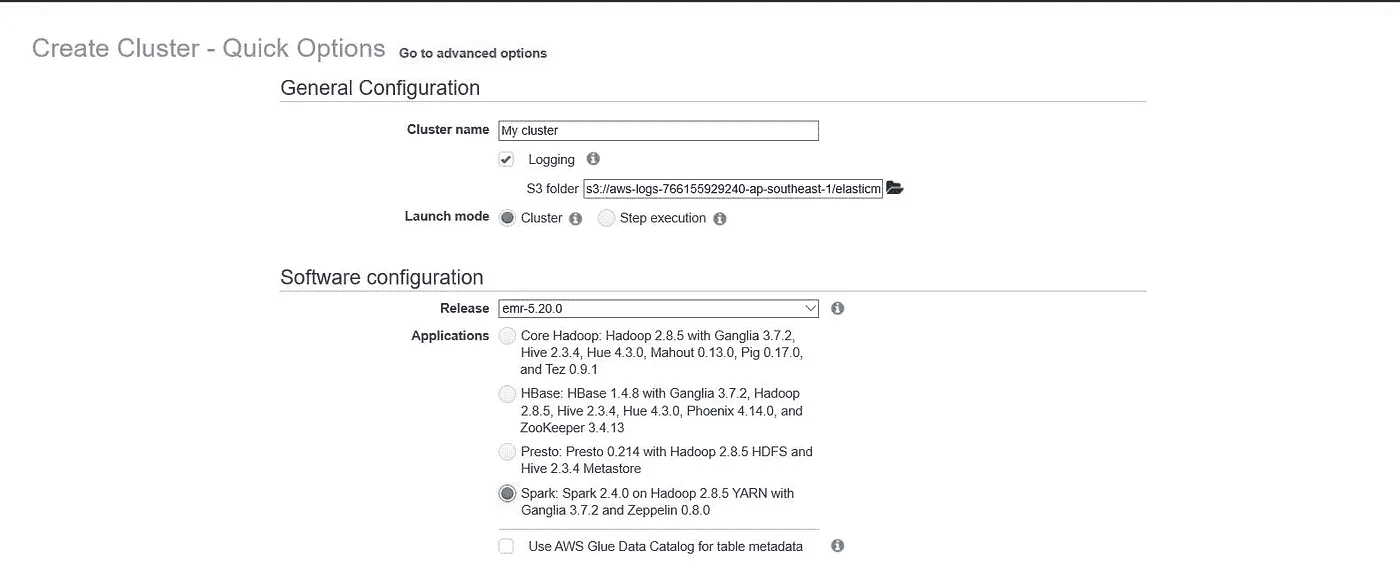 Create Cluster - Quick Options Go to advanced options
General Configuration
Cluster name My cluster
Logging
S3 folder s3://aws-logs-766155929240-ap-southeast-1/elasticm
Launch mode Cluster Step execution
Software configuration
Release emr-5.20.0
Applications Core Hadoop: Hadoop 2.8.5 with Ganglia 3.7.2,
Hive 2.3.4, Hue 4.3.0, Mahout 0.13.0, Pig 0.17.0,
and Tez 0.9.1
HBase: HBase 1.4.8 with Ganglia 3.7.2, Hadoop
2.8.5, Hive 2.3.4, Hue 4.3.0, Phoenix 4.14.0, and
ZooKeeper 3.4.13
Presto: Presto 0.214 with Hadoop 2.8.5 HDFS and
Hive 2.3.4 Metastore
Spark: Spark 2.4.0 on Hadoop 2.8.5 YARN with
Ganglia 3.7.2 and Zeppelin 0.8.0
Use AWS Glue Data Catalog for table metadata